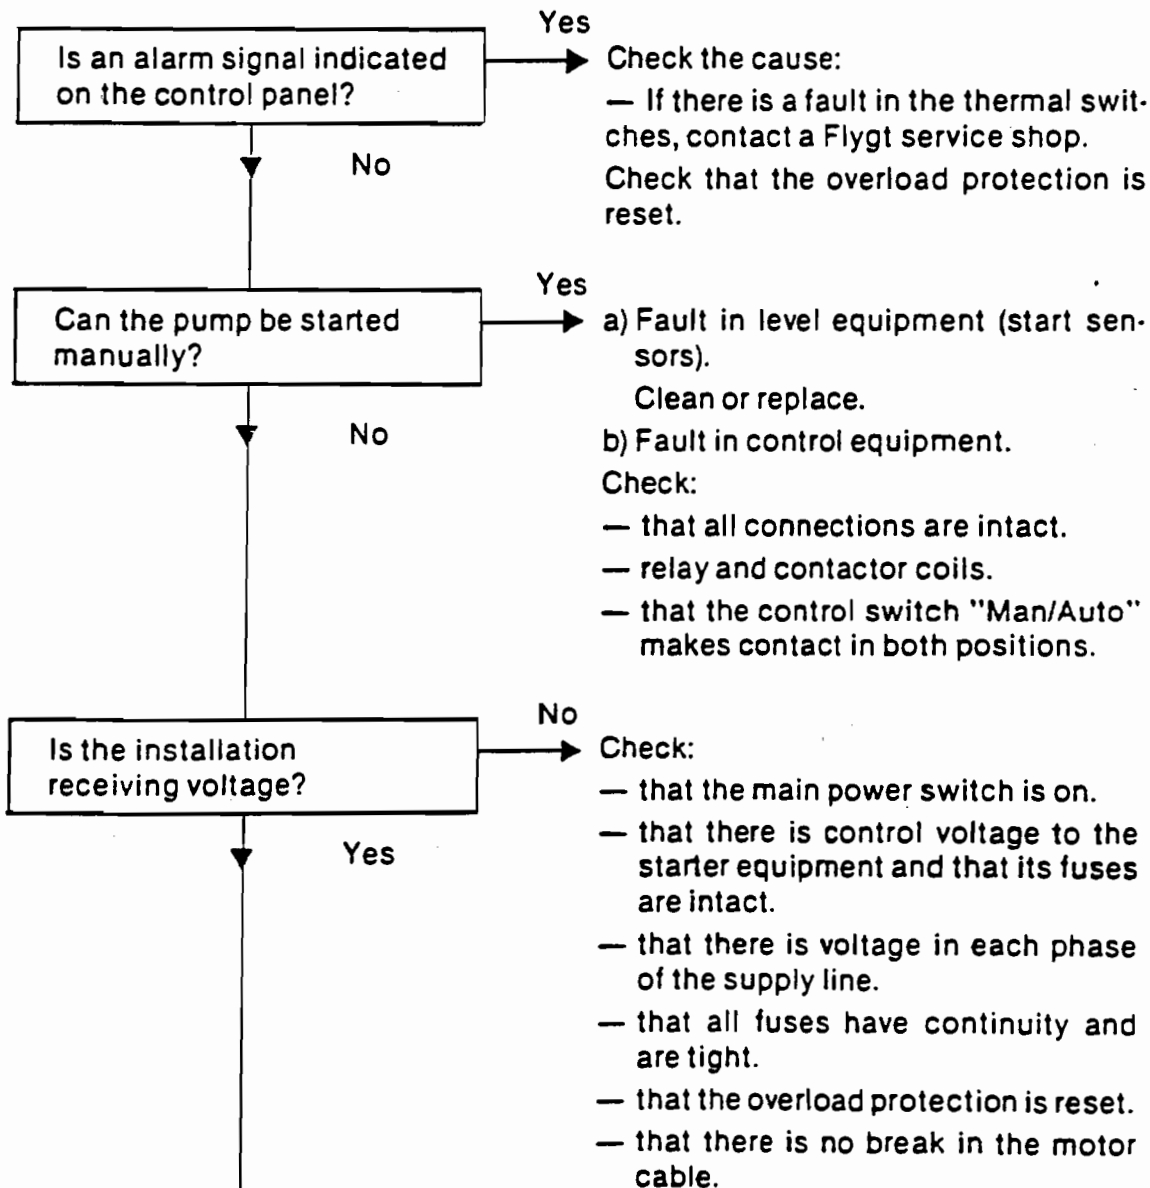 Yes
Is an alarm signal indicated
on the control panel?
Check the cause:
— If there is a fault in the thermal swit-
ches, contact a Flygt service shop.
Check that the overload protection is
reset.
No
Yes
Can the pump be started
manually?
a) Fault in level equipment (start sen-
sors).
Clean or replace.
b) Fault in control equipment.
Check:
— that all connections are intact.
— relay and contactor coils.
— that the control switch "Man/Auto"
makes contact in both positions.
No
No
Is the installation
receiving voltage?
Check:
— that the main power switch is on.
— that there is control voltage to the
starter equipment and that its fuses
are intact.
— that there is voltage in each phase
of the supply line.
— that all fuses have continuity and
are tight.
— that the overload protection is reset.
— that there is no break in the motor
cable.
Yes